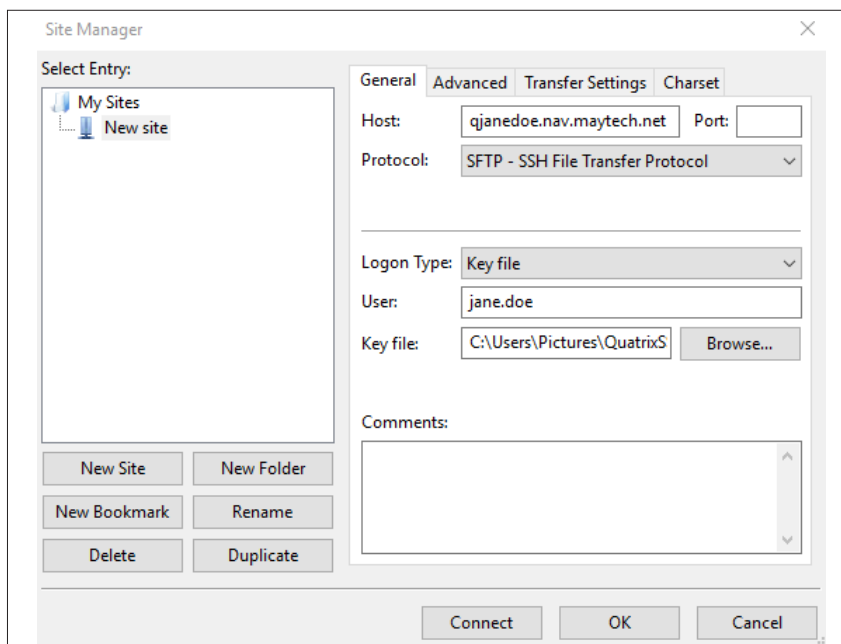 Site Manager
Select Entry:
My Sites
New site
New Site
New Folder
New Bookmark
Rename
Delete
Duplicate
General
Advanced
Transfer Settings
Charset
Host:
qjanedoe.nav.maytech.net
Port:
Protocol:
SFTP - SSH File Transfer Protocol
Logon Type:
Key file
User:
jane.doe
Key file:
C:\Users\Pictures\QuatrixS
Browse...
Comments:
Connect
OK
Cancel